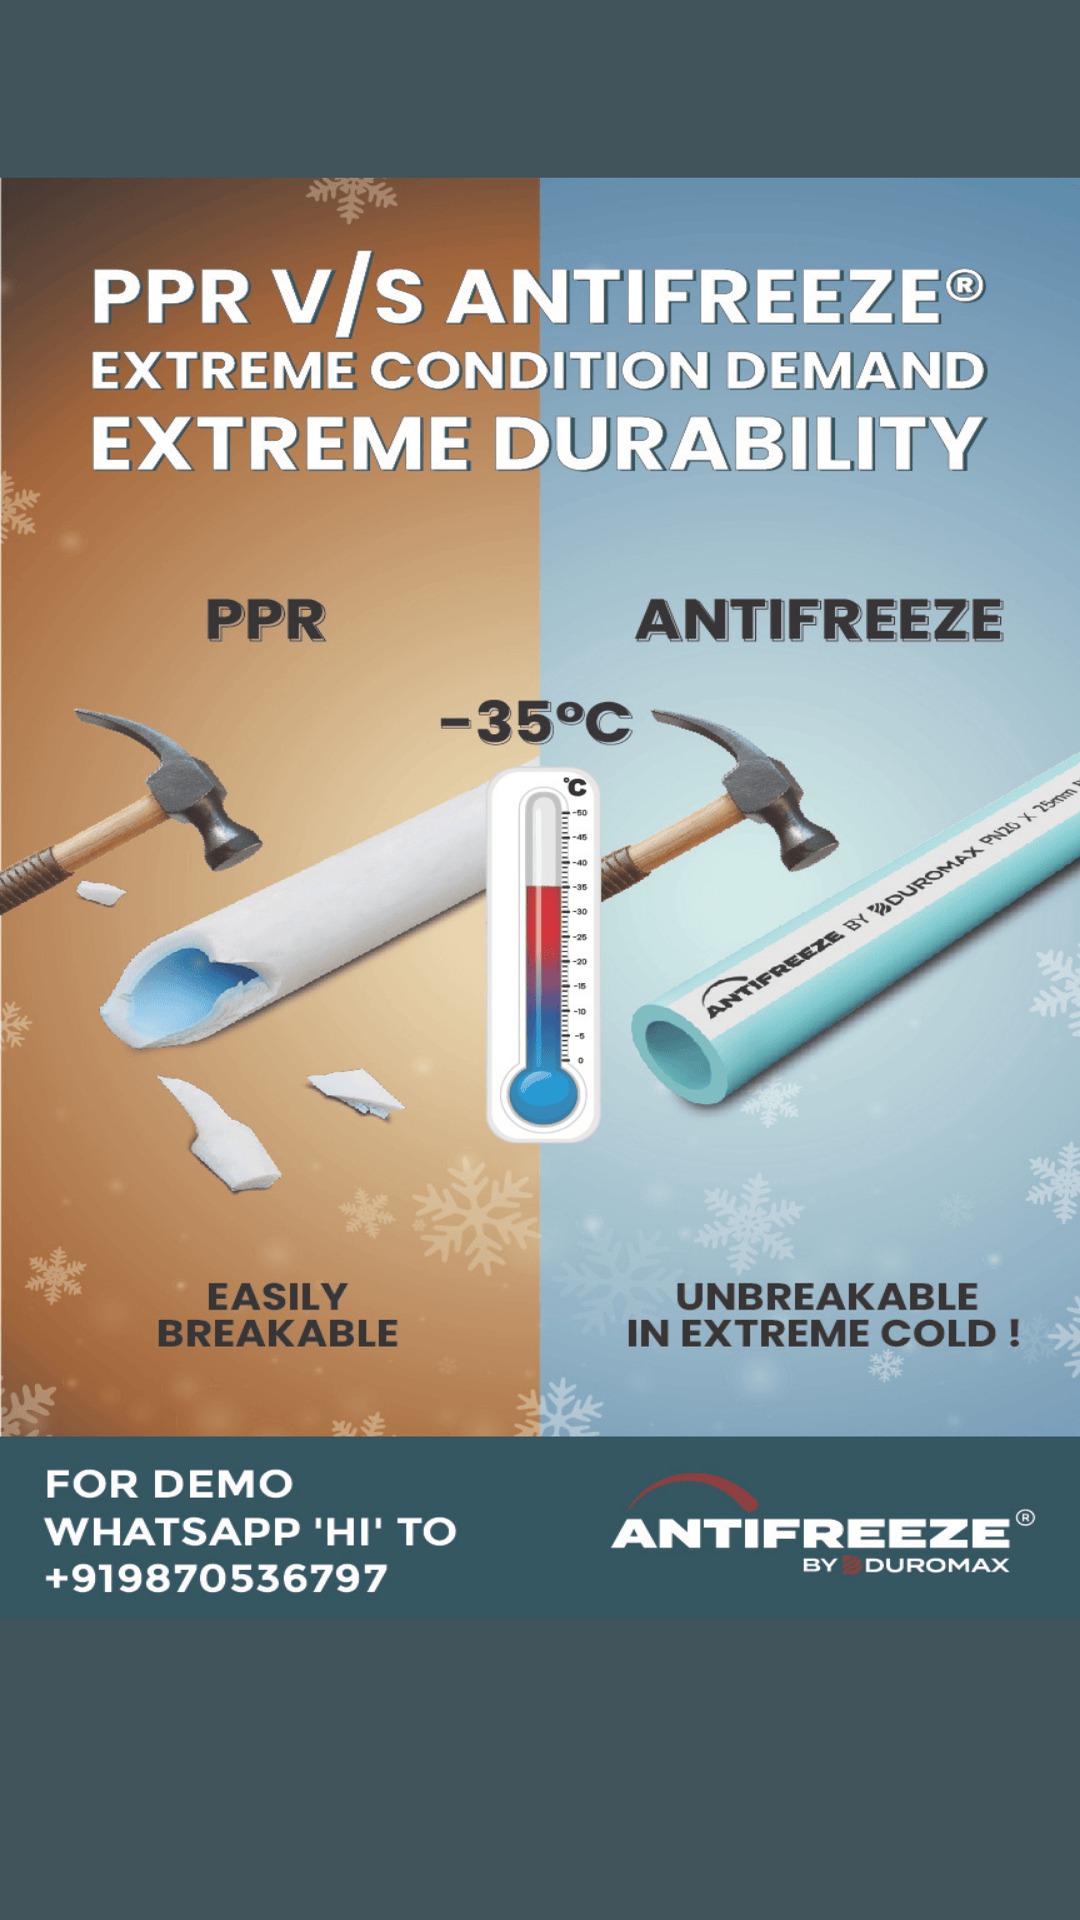 PPR V/S ANTIFREEZE®
EXTREME CONDITION DEMAND
EXTREME DURABILITY
PPR
ANTIFREEZE
-35°C
°C
-50
-45
-40
-35
-30
-25
-20
-15
-10
-5
0
ANTIFREEZE BY DUROMAX PN20 X 25mm
EASILY
BREAKABLE
UNBREAKABLE
IN EXTREME COLD !
FOR DEMO
WHATSAPP 'HI' TO
+919870536797
ANTIFREEZE®
BY DUROMAX